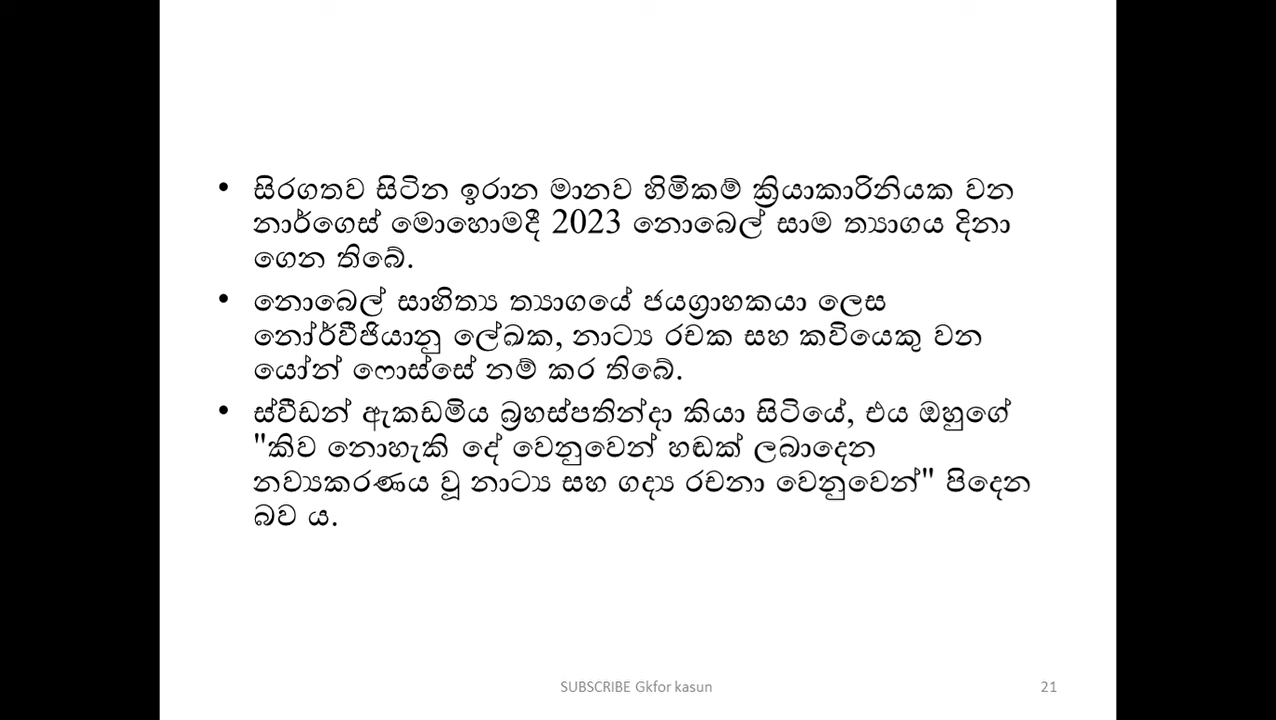 • සිරගතව සිටින ඉරාන මානව හිමිකම් ක්‍රියාකාරිනියක වන
නාර්ගෙස් මොහොමදී 2023 නොබෙල් සාම ත්‍යාගය දිනා
ගෙන තිබේ.
• නොබෙල් සාහිත්‍ය ත්‍යාගයේ ජයග්‍රාහකයා ලෙස
නෝර්වීජියානු ලේඛක, නාට්‍ය රචක සහ කවියෙකු වන
යෝන් ෆොස්සේ නම් කර තිබේ.
• ස්වීඩන් ඇකඩමිය බ්‍රහස්පතින්දා කියා සිටියේ, එය ඔහුගේ
"කිව නොහැකි දේ වෙනුවෙන් හඬක් ලබාදෙන
නව්‍යකරණය වූ නාට්‍ය සහ ගද්‍ය රචනා වෙනුවෙන්" පිදෙන
බව ය.
SUBSCRIBE Gkfor kasun
21